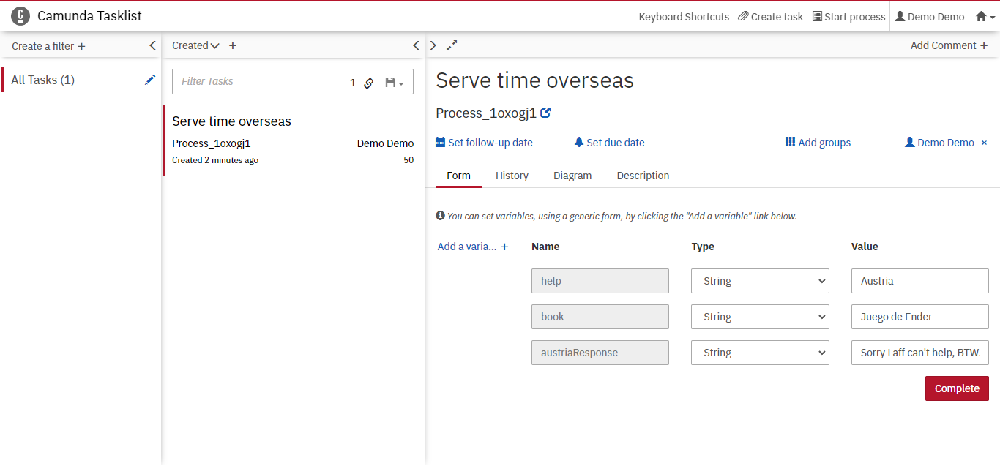 Camunda Tasklist
Keyboard Shortcuts Create task Start process Demo Demo
Create a filter +
Created +
Add Comment +
All Tasks (1)
Filter Tasks 1
Serve time overseas
Process_1oxogj1 Demo Demo
Created 2 minutes ago 50
Serve time overseas
Process_1oxogj1
Set follow-up date Set due date Add groups Demo Demo ×
Form History Diagram Description
You can set variables, using a generic form, by clicking the "Add a variable" link below.
Add a varia... + Name Type Value
help String Austria
book String Juego de Ender
austriaResponse String Sorry Laff can't help, BTW
Complete